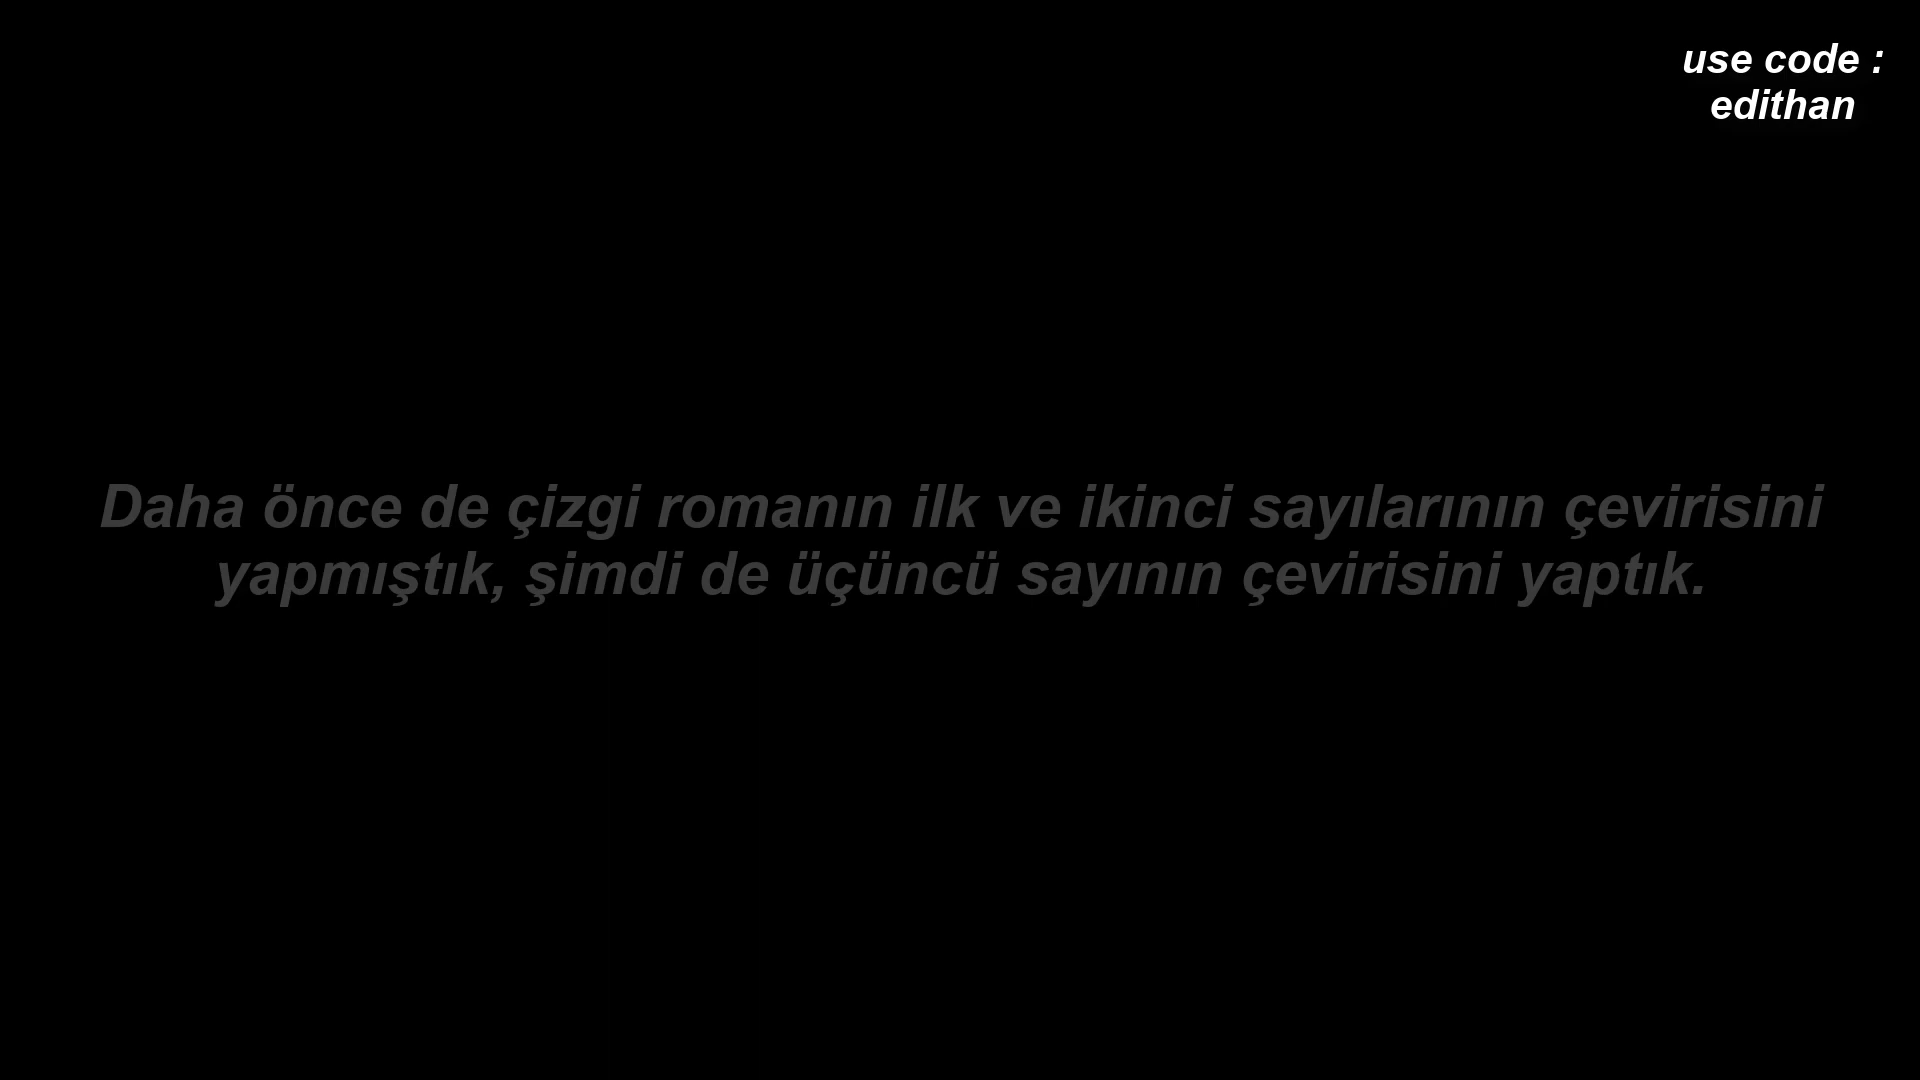 use code :
edithan
Daha önce de çizgi romanın ilk ve ikinci sayılarının çevirisini
yapmıştık, şimdi de üçüncü sayının çevirisini yaptık.